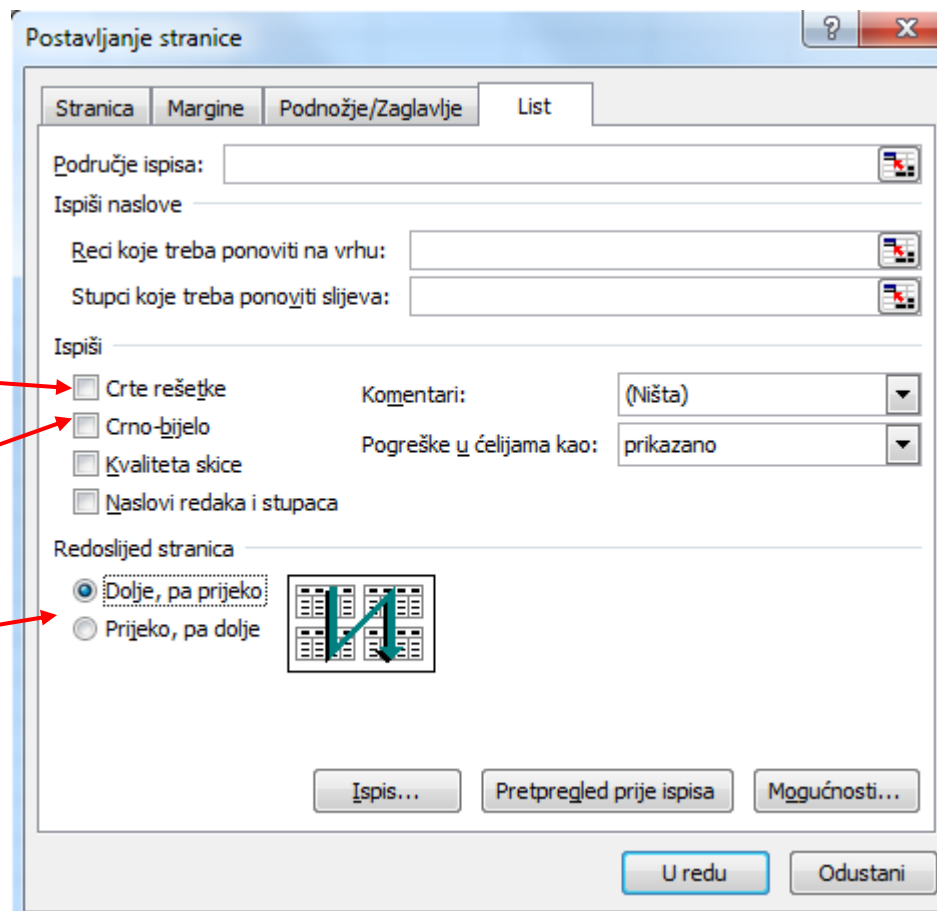 Postavljanje stranice
Stranica Margine Podnožje/Zaglavlje List
Područje ispisa:
Ispiši naslove
Reci koje treba ponoviti na vrhu:
Stupci koje treba ponoviti slijeva:
Ispiši
Crte rešetke Komentari: (Ništa)
Crno-bijelo
Pogreške u ćelijama kao: prikazano
Kvaliteta skice
Naslovi redaka i stupaca
Redoslijed stranica
Dolje, pa prijeko
Prijeko, pa dolje
Ispis... Pretpregled prije ispisa Mogućnosti...
U redu Odustani